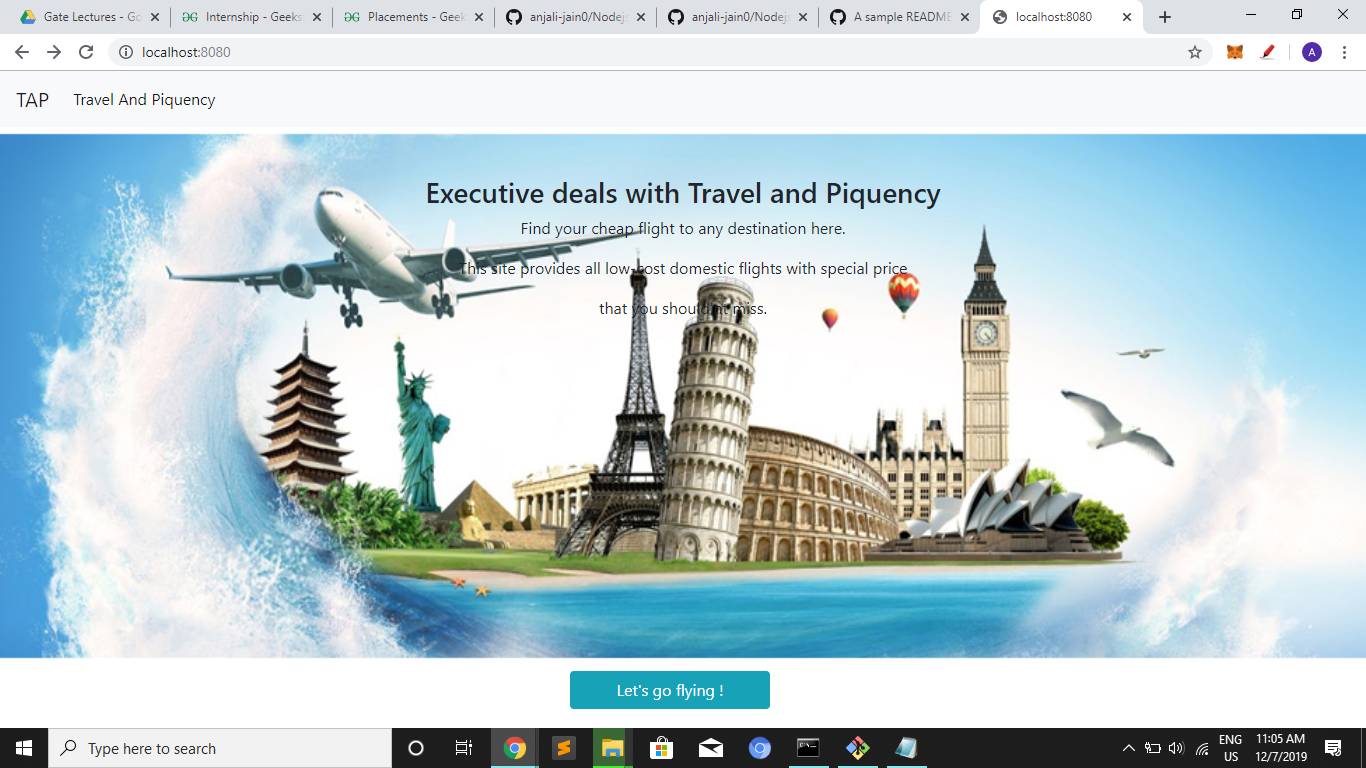 Gate Lectures - Go
Internship - Geeks
Placements - Geek
anjali-jain0/Nodejs
anjali-jain0/Nodejs
A sample README
localhost:8080
localhost:8080
A
TAP Travel And Piquency
Executive deals with Travel and Piquency
Find your cheap flight to any destination here.
This site provides all low-cost domestic flights with special price
that you shouldnt miss.
Let's go flying !
Type here to search
ENG
US
11:05 AM
12/7/2019